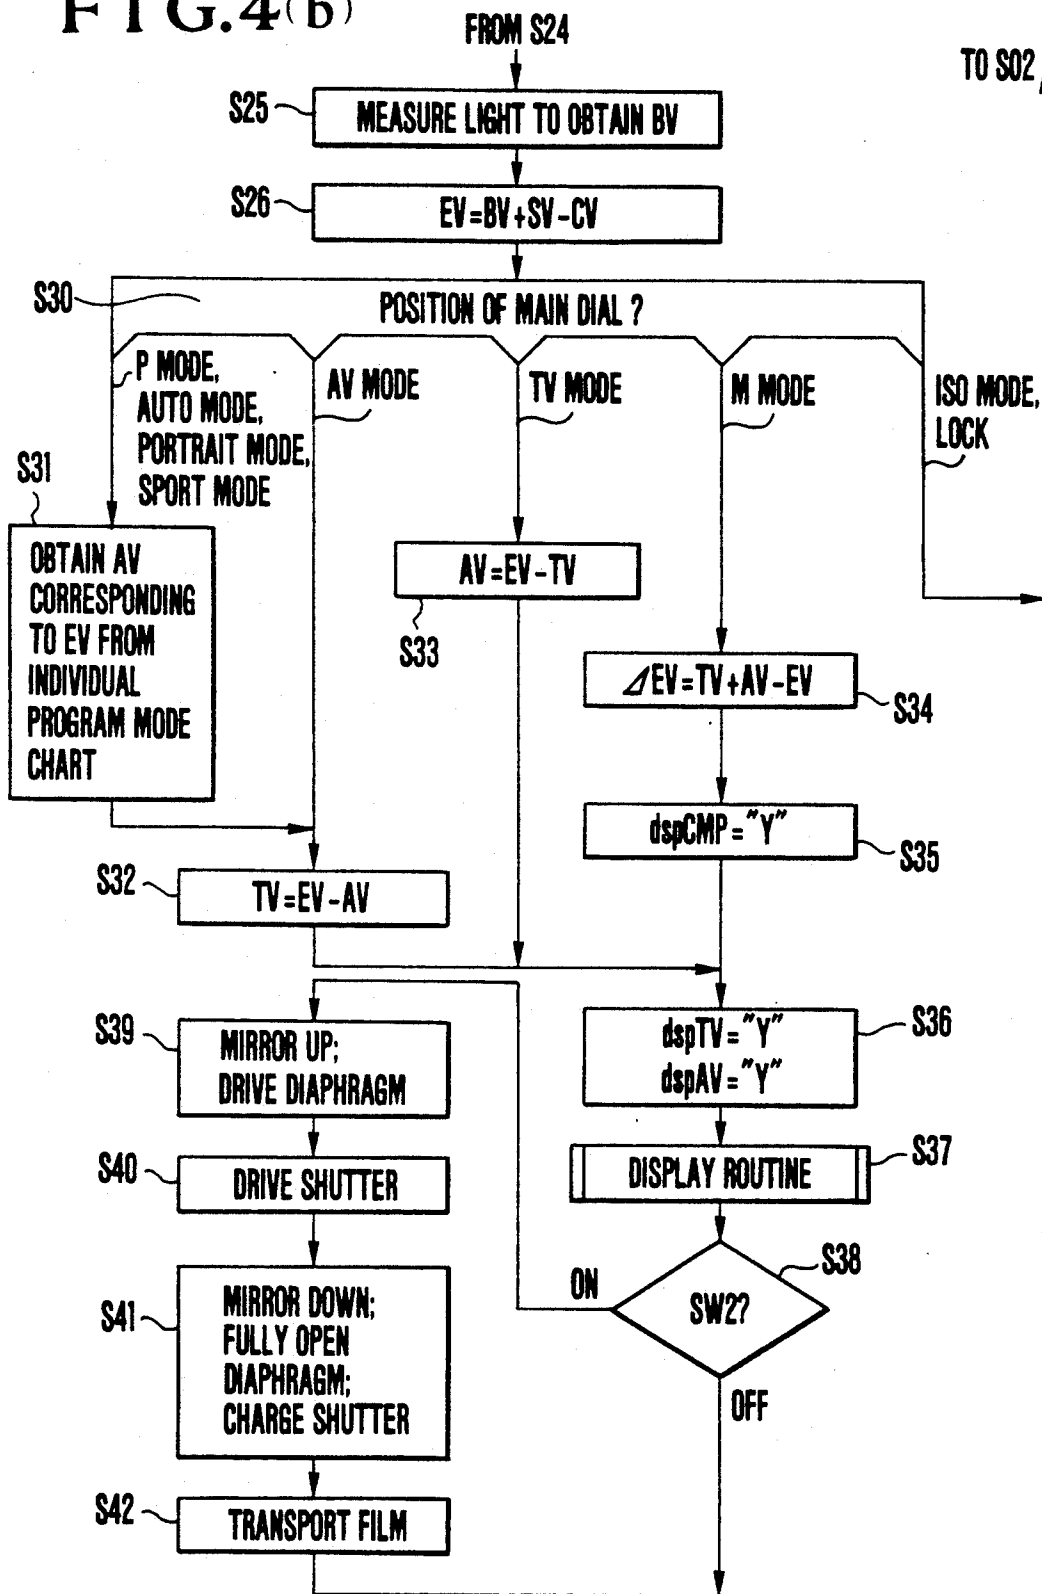 FIG.4(b)
FROM S24
TO S02
S25
MEASURE LIGHT TO OBTAIN BV
S26
EV=BV+SV-CV
S30
POSITION OF MAIN DIAL ?
P MODE,
AUTO MODE,
PORTRAIT MODE,
SPORT MODE
AV MODE
TV MODE
M MODE
ISO MODE,
LOCK
S31
OBTAIN AV
CORRESPONDING
TO EV FROM
INDIVIDUAL
PROGRAM MODE
CHART
AV=EV-TV
S33
⊿EV=TV+AV-EV
S34
dspCMP="Y"
S35
S32
TV=EV-AV
S36
dspTV="Y"
dspAV="Y"
S39
MIRROR UP;
DRIVE DIAPHRAGM
S37
DISPLAY ROUTINE
S40
DRIVE SHUTTER
S38
SW2?
ON
OFF
S41
MIRROR DOWN;
FULLY OPEN
DIAPHRAGM;
CHARGE SHUTTER
S42
TRANSPORT FILM